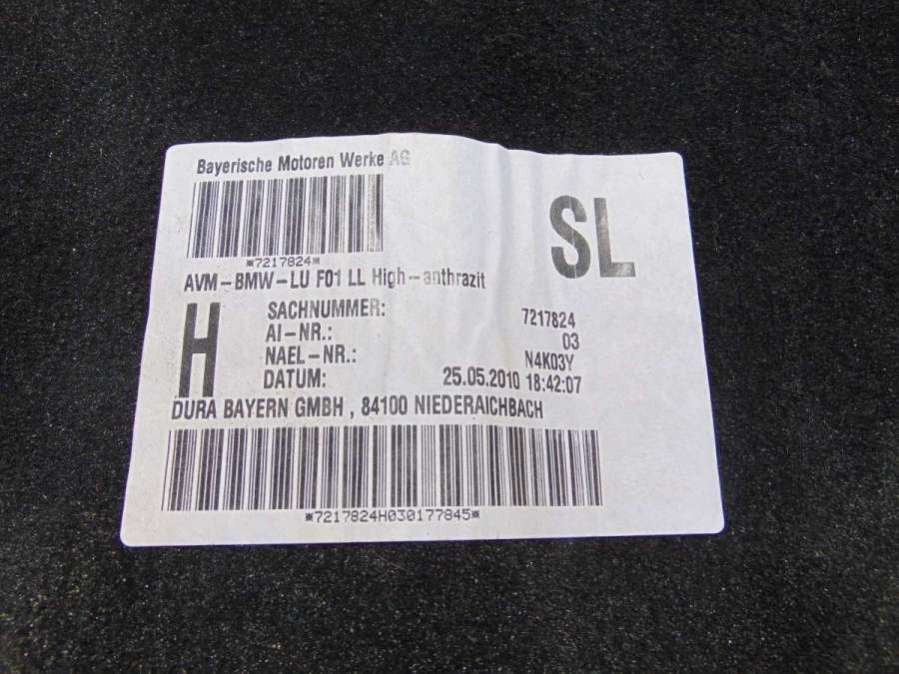 Bayerische Motoren Werke AG
*7217824*
SL
AVM-BMW-LU F01 LL High-anthrazit
H
SACHNUMMER: 7217824
AI-NR.: 03
NAEL-NR.: N4K03Y
DATUM: 25.05.2010 18:42:07
DURA BAYERN GMBH , 84100 NIEDERAICHBACH
*7217824H030177845*